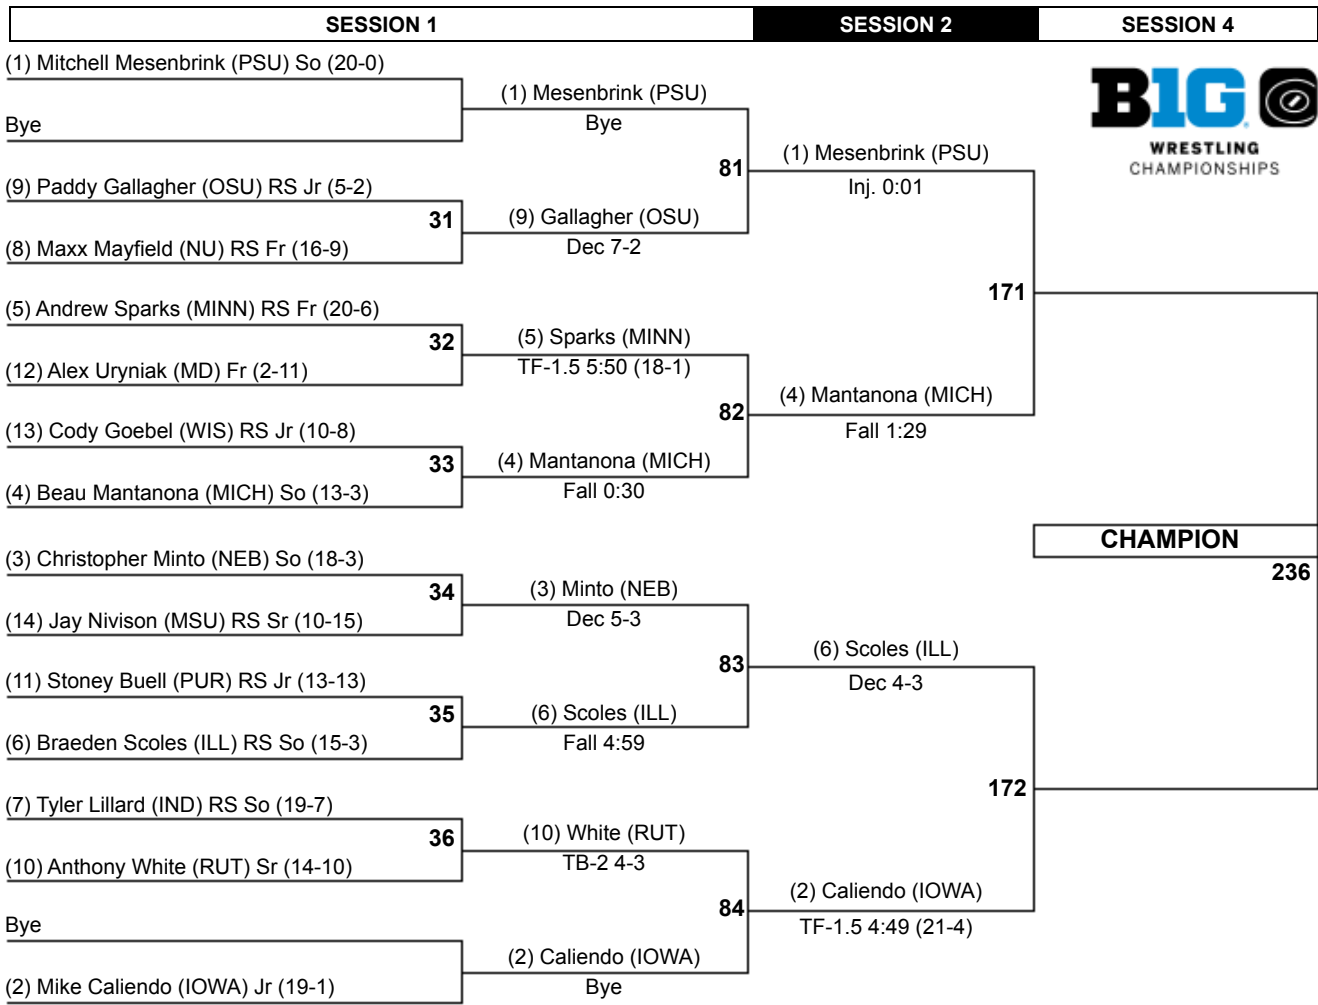 SESSION 1
SESSION 2
SESSION 4
B1G
WRESTLING
CHAMPIONSHIPS
(1) Mitchell Mesenbrink (PSU) So (20-0)
Bye
(9) Paddy Gallagher (OSU) RS Jr (5-2)
31
(8) Maxx Mayfield (NU) RS Fr (16-9)
(5) Andrew Sparks (MINN) RS Fr (20-6)
32
(12) Alex Uryniak (MD) Fr (2-11)
(13) Cody Goebel (WIS) RS Jr (10-8)
33
(4) Beau Mantanona (MICH) So (13-3)
(3) Christopher Minto (NEB) So (18-3)
34
(14) Jay Nivison (MSU) RS Sr (10-15)
(11) Stoney Buell (PUR) RS Jr (13-13)
35
(6) Braeden Scoles (ILL) RS So (15-3)
(7) Tyler Lillard (IND) RS So (19-7)
36
(10) Anthony White (RUT) Sr (14-10)
Bye
(2) Mike Caliendo (IOWA) Jr (19-1)
(1) Mesenbrink (PSU)
Bye
81
(9) Gallagher (OSU)
Dec 7-2
(5) Sparks (MINN)
TF-1.5 5:50 (18-1)
82
(4) Mantanona (MICH)
Fall 0:30
(3) Minto (NEB)
Dec 5-3
83
(6) Scoles (ILL)
Fall 4:59
(10) White (RUT)
TB-2 4-3
84
(2) Caliendo (IOWA)
Bye
(1) Mesenbrink (PSU)
Inj. 0:01
171
(4) Mantanona (MICH)
Fall 1:29
(6) Scoles (ILL)
Dec 4-3
172
(2) Caliendo (IOWA)
TF-1.5 4:49 (21-4)
CHAMPION
236